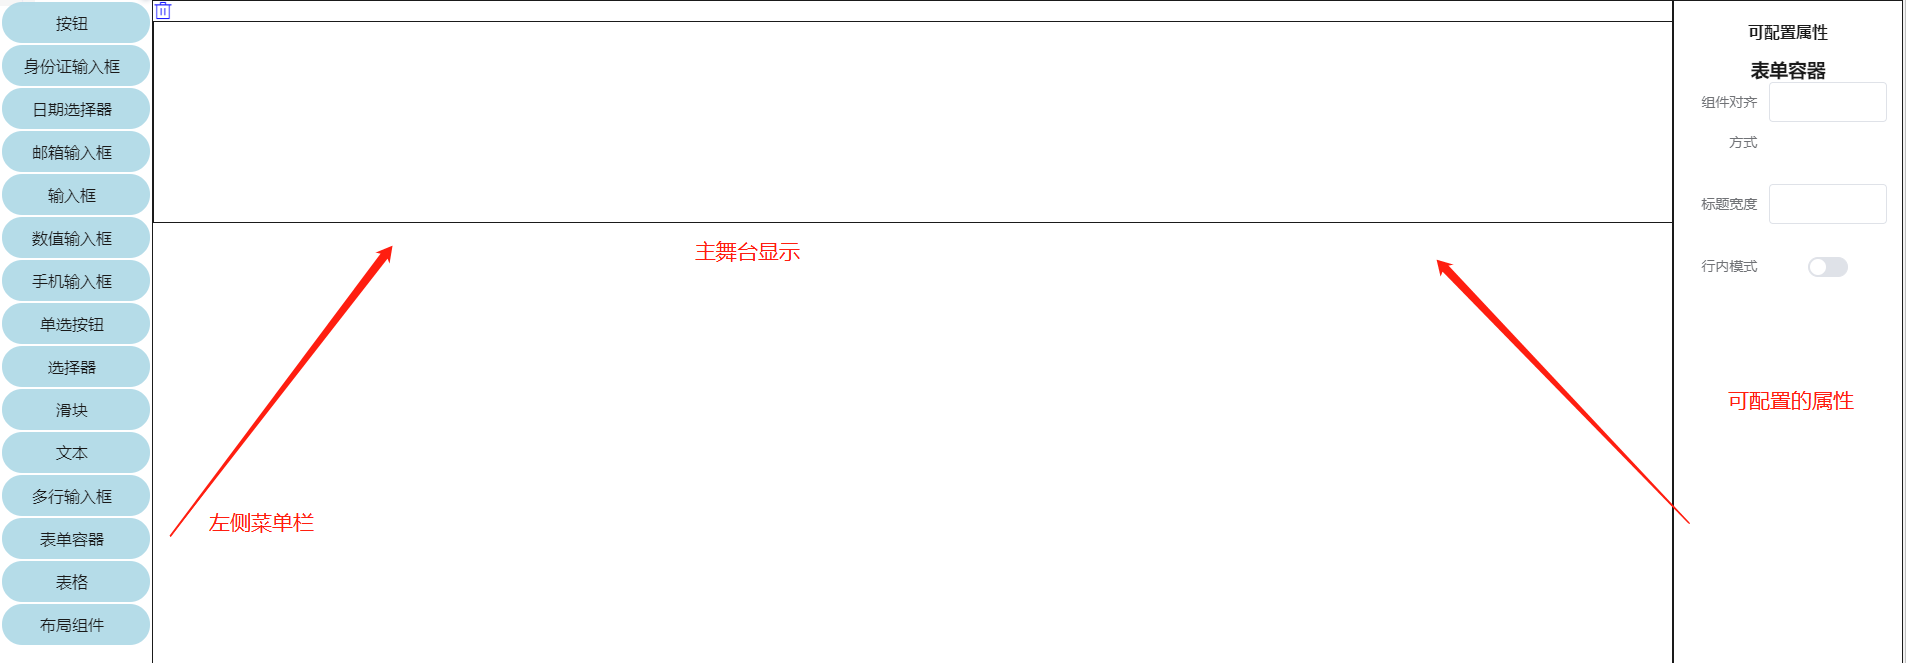 按钮
身份证输入框
日期选择器
邮箱输入框
输入框
数值输入框
手机输入框
单选按钮
选择器
滑块
文本
多行输入框
表单容器
表格
布局组件
主舞台显示
左侧菜单栏
可配置属性
表单容器
组件对齐
方式
标题宽度
行内模式
可配置的属性